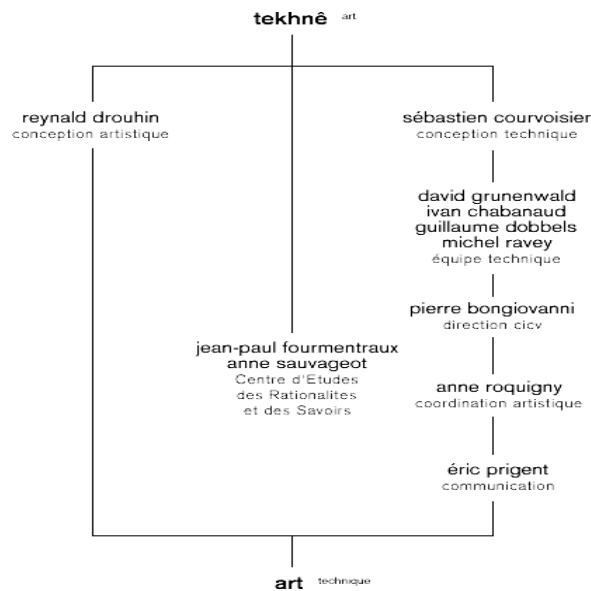 tekhnê art
reynald drouhin
conception artistique
sébastien courvoisier
conception technique
david grunenwald
ivan chabanaud
guillaume dobbels
michel ravey
équipe technique
pierre bongiovanni
direction cicv
jean-paul fourmentraux
anne sauvageot
Centre d'Etudes
des Rationalites
et des Savoirs
anne roquigny
coordination artistique
éric prigent
communication
art technique